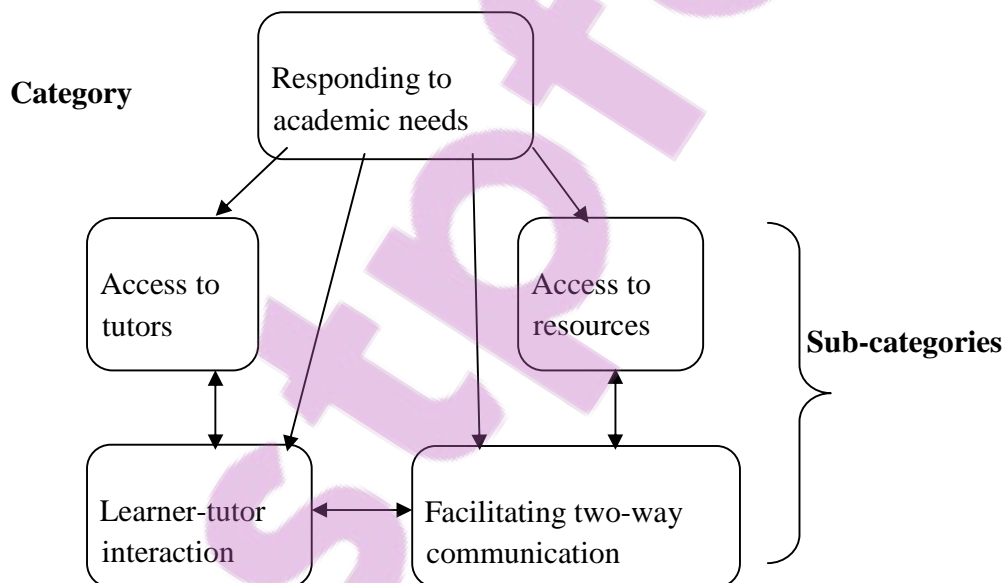 Category
Responding to
academic needs
Access to
tutors
Access to
resources
Sub-categories
Learner-tutor
interaction
Facilitating two-way
communication